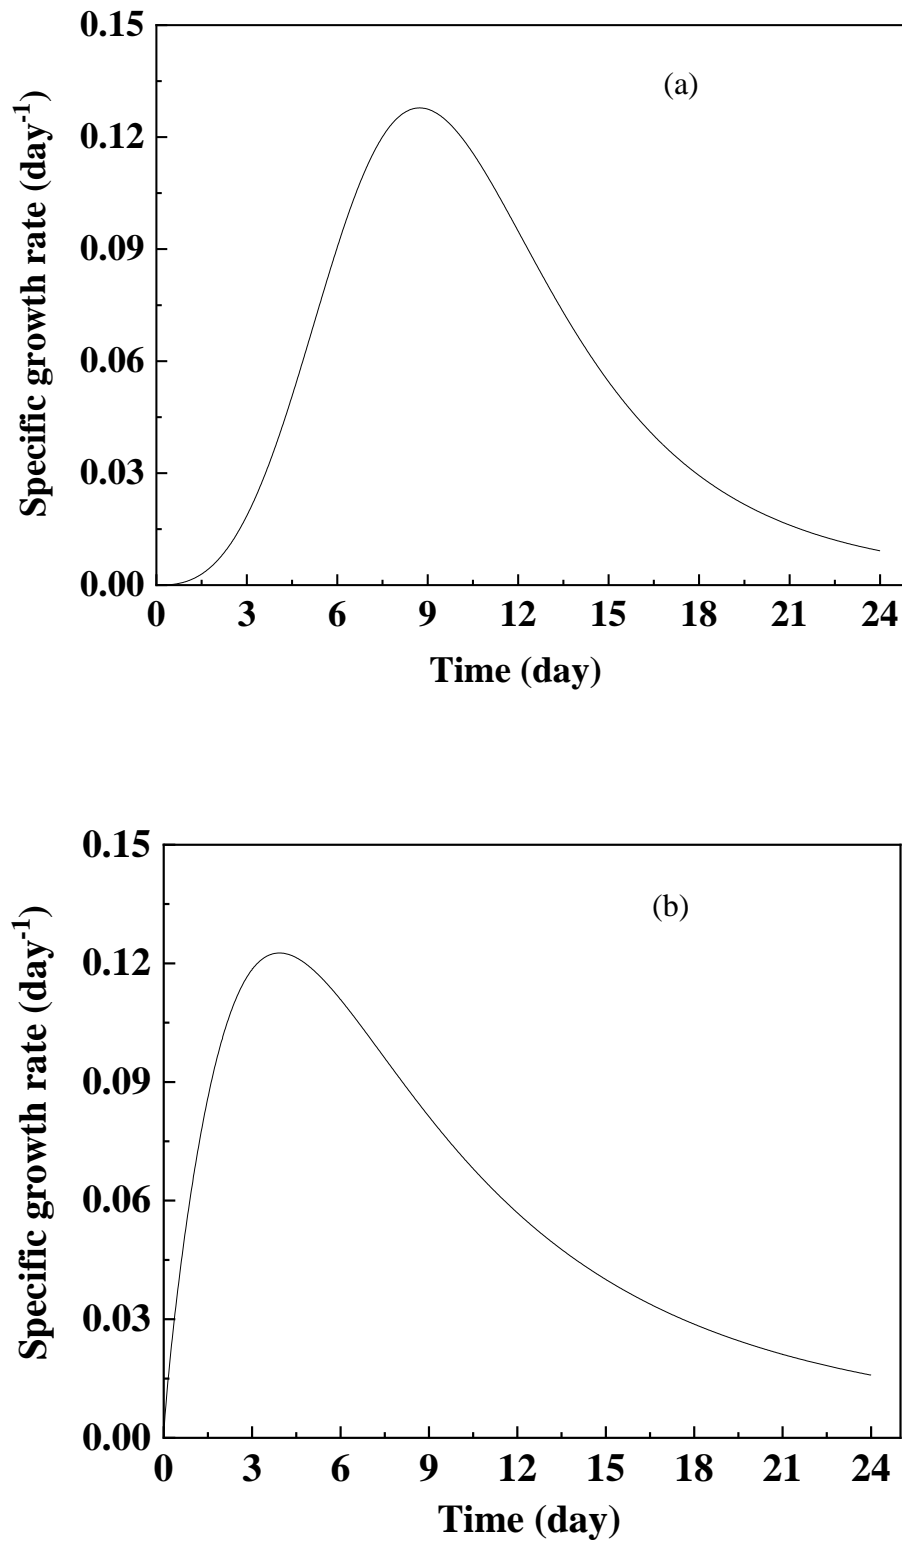 0.15
0.12
0.09
0.06
0.03
0.00
Specific growth rate (day-1)
(a)
0 3 6 9 12 15 18 21 24
Time (day)
0.15
0.12
0.09
0.06
0.03
0.00
Specific growth rate (day-1)
(b)
0 3 6 9 12 15 18 21 24
Time (day)